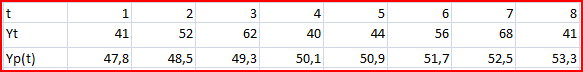 t 1 2 3 4 5 6 7 8
Yt 41 52 62 40 44 56 68 41
Yp(t) 47,8 48,5 49,3 50,1 50,9 51,7 52,5 53,3